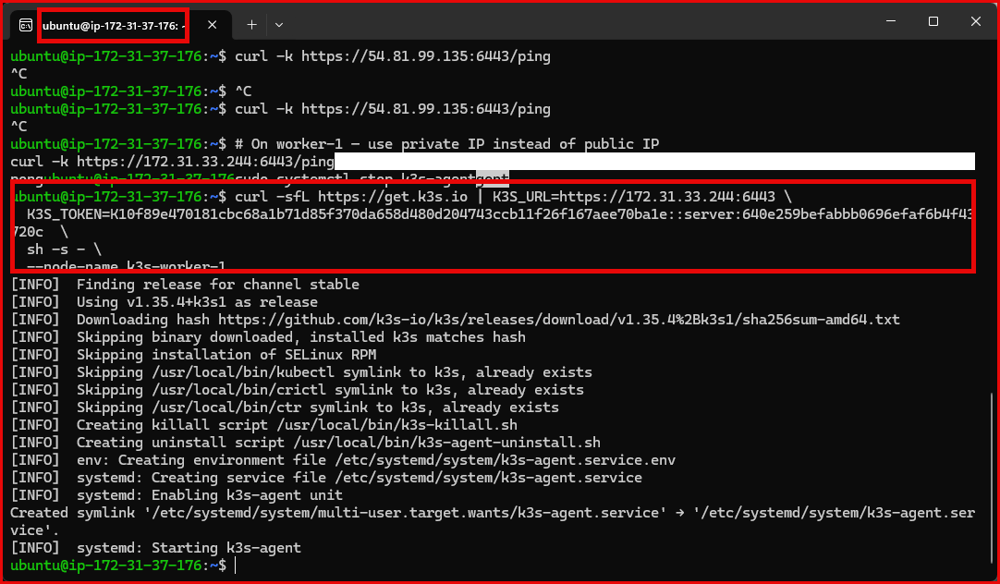 ubuntu@ip-172-31-37-176: ~
ubuntu@ip-172-31-37-176:~$ curl -k https://54.81.99.135:6443/ping
^C
ubuntu@ip-172-31-37-176:~$ ^C
ubuntu@ip-172-31-37-176:~$ curl -k https://54.81.99.135:6443/ping
^C
ubuntu@ip-172-31-37-176:~$ # On worker-1 — use private IP instead of public IP
curl -k https://172.31.33.244:6443/ping
pongubuntu@ip-172-31-37-176sudo systemctl stop k3s-agentgent
ubuntu@ip-172-31-37-176:~$ curl -sfL https://get.k3s.io | K3S_URL=https://172.31.33.244:6443 \
K3S_TOKEN=K10f89e470181cbc68a1b71d85f370da658d480d204743ccb11f26f167aee70ba1e::server:640e259befabbb0696efaf6b4f43
720c \
sh -s - \
--node-name k3s-worker-1
[INFO] Finding release for channel stable
[INFO] Using v1.35.4+k3s1 as release
[INFO] Downloading hash https://github.com/k3s-io/k3s/releases/download/v1.35.4%2Bk3s1/sha256sum-amd64.txt
[INFO] Skipping binary downloaded, installed k3s matches hash
[INFO] Skipping installation of SELinux RPM
[INFO] Skipping /usr/local/bin/kubectl symlink to k3s, already exists
[INFO] Skipping /usr/local/bin/crictl symlink to k3s, already exists
[INFO] Skipping /usr/local/bin/ctr symlink to k3s, already exists
[INFO] Creating killall script /usr/local/bin/k3s-killall.sh
[INFO] Creating uninstall script /usr/local/bin/k3s-agent-uninstall.sh
[INFO] env: Creating environment file /etc/systemd/system/k3s-agent.service.env
[INFO] systemd: Creating service file /etc/systemd/system/k3s-agent.service
[INFO] systemd: Enabling k3s-agent unit
Created symlink '/etc/systemd/system/multi-user.target.wants/k3s-agent.service' → '/etc/systemd/system/k3s-agent.ser
vice'.
[INFO] systemd: Starting k3s-agent
ubuntu@ip-172-31-37-176:~$